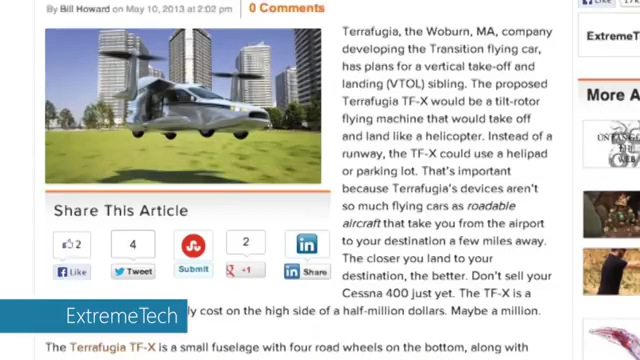 By Bill Howard on May 10, 2013 at 2:02 pm
0 Comments
Like
Terrafugia, the Woburn, MA, company
developing the Transition flying car,
has plans for a vertical take-off and
landing (VTOL) sibling. The proposed
Terrafugia TF-X would be a tilt-rotor
flying machine that would take off
and land like a helicopter. Instead of a
runway, the TF-X could use a helipad
or parking lot. That's important
because Terrafugia's devices aren't
so much flying cars as roadable
aircraft that take you from the airport
to your destination a few miles away.
The closer you land to your
destination, the better. Don't sell your
Cessna 400 just yet. The TF-X is a
ly cost on the high side of a half-million dollars. Maybe a million.
The Terrafugia TF-X is a small fuselage with four road wheels on the bottom, along with
Share This Article
2
4
2
Like
Tweet
Submit
+1
Share
ExtremeTech
ExtremeTe
More A